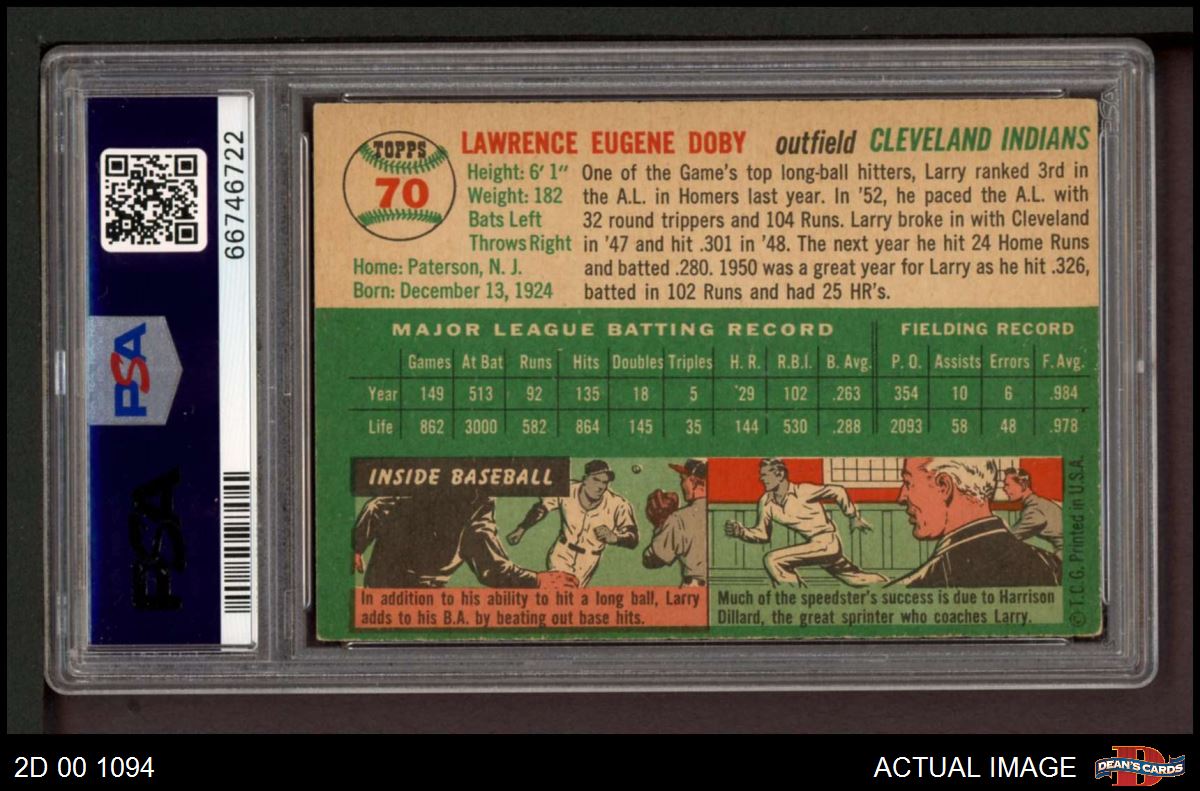 66746722
PSA
PSA
PSA
TOPPS
70
LAWRENCE EUGENE DOBY outfield CLEVELAND INDIANS
Height: 6' 1"
Weight: 182
Bats Left
Throws Right
Home: Paterson, N. J.
Born: December 13, 1924
One of the Game's top long-ball hitters, Larry ranked 3rd in
the A.L. in Homers last year. In '52, he paced the A.L. with
32 round trippers and 104 Runs. Larry broke in with Cleveland
in '47 and hit .301 in '48. The next year he hit 24 Home Runs
and batted .280. 1950 was a great year for Larry as he hit .326,
batted in 102 Runs and had 25 HR's.
MAJOR LEAGUE BATTING RECORD FIELDING RECORD
Games At Bat Runs Hits Doubles Triples H. R. R.B.I. B. Avg. P. O. Assists Errors F. Avg.
Year 149 513 92 135 18 5 29 102 .263 354 10 6 .984
Life 862 3000 582 864 145 35 144 530 .288 2093 58 48 .978
INSIDE BASEBALL
In addition to his ability to hit a long ball, Larry
adds to his B.A. by beating out base hits.
Much of the speedster's success is due to Harrison
Dillard, the great sprinter who coaches Larry.
© T.C.G. Printed in U.S.A.
2D 00 1094
ACTUAL IMAGE
DEAN'S CARDS